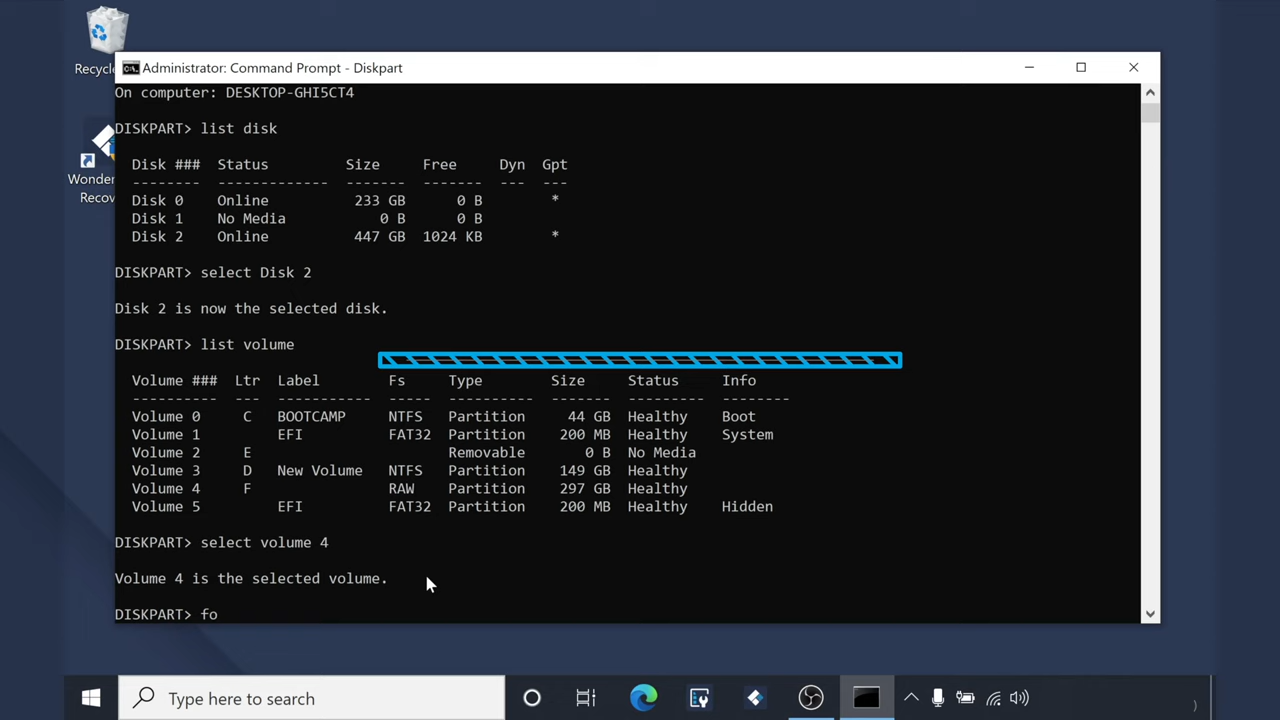 Recycle
Wonder
Recov
Administrator: Command Prompt - Diskpart
On computer: DESKTOP-GHI5CT4
DISKPART> list disk
Disk ### Status Size Free Dyn Gpt
-------- ------------- ------- ------- --- ---
Disk 0 Online 233 GB 0 B *
Disk 1 No Media 0 B 0 B
Disk 2 Online 447 GB 1024 KB *
DISKPART> select Disk 2
Disk 2 is now the selected disk.
DISKPART> list volume
Volume ### Ltr Label Fs Type Size Status Info
---------- --- ----------- ----- ---------- ------- --------- --------
Volume 0 C BOOTCAMP NTFS Partition 44 GB Healthy Boot
Volume 1 EFI FAT32 Partition 200 MB Healthy System
Volume 2 E Removable 0 B No Media
Volume 3 D New Volume NTFS Partition 149 GB Healthy
Volume 4 F RAW Partition 297 GB Healthy
Volume 5 EFI FAT32 Partition 200 MB Healthy Hidden
DISKPART> select volume 4
Volume 4 is the selected volume.
DISKPART> fo
Type here to search